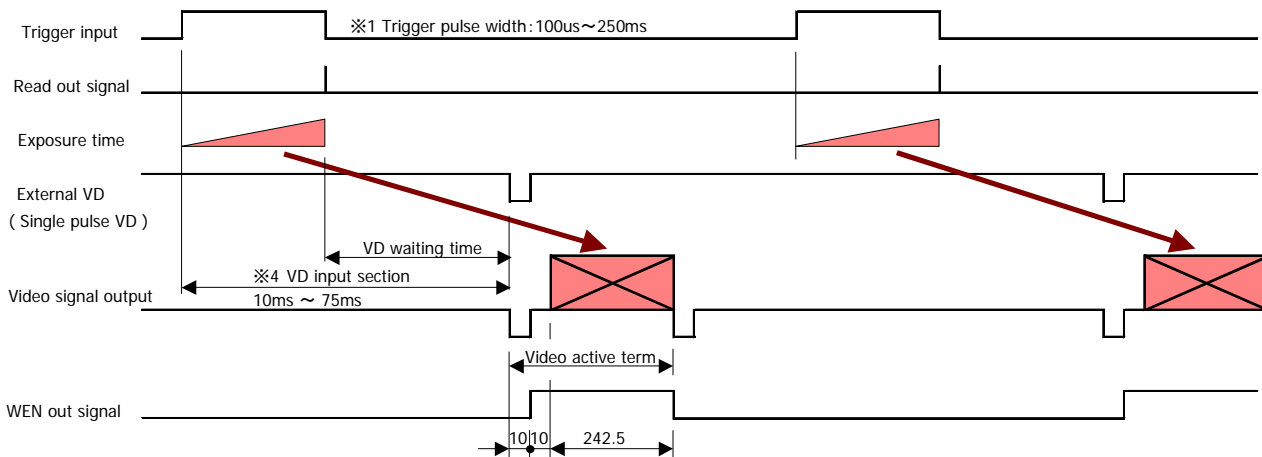 Trigger input
※1 Trigger pulse width:100us～250ms
Read out signal
Exposure time
External VD
( Single pulse VD )
VD waiting time
※4 VD input section
10ms ～ 75ms
Video signal output
Video active term
WEN out signal
10 10 242.5